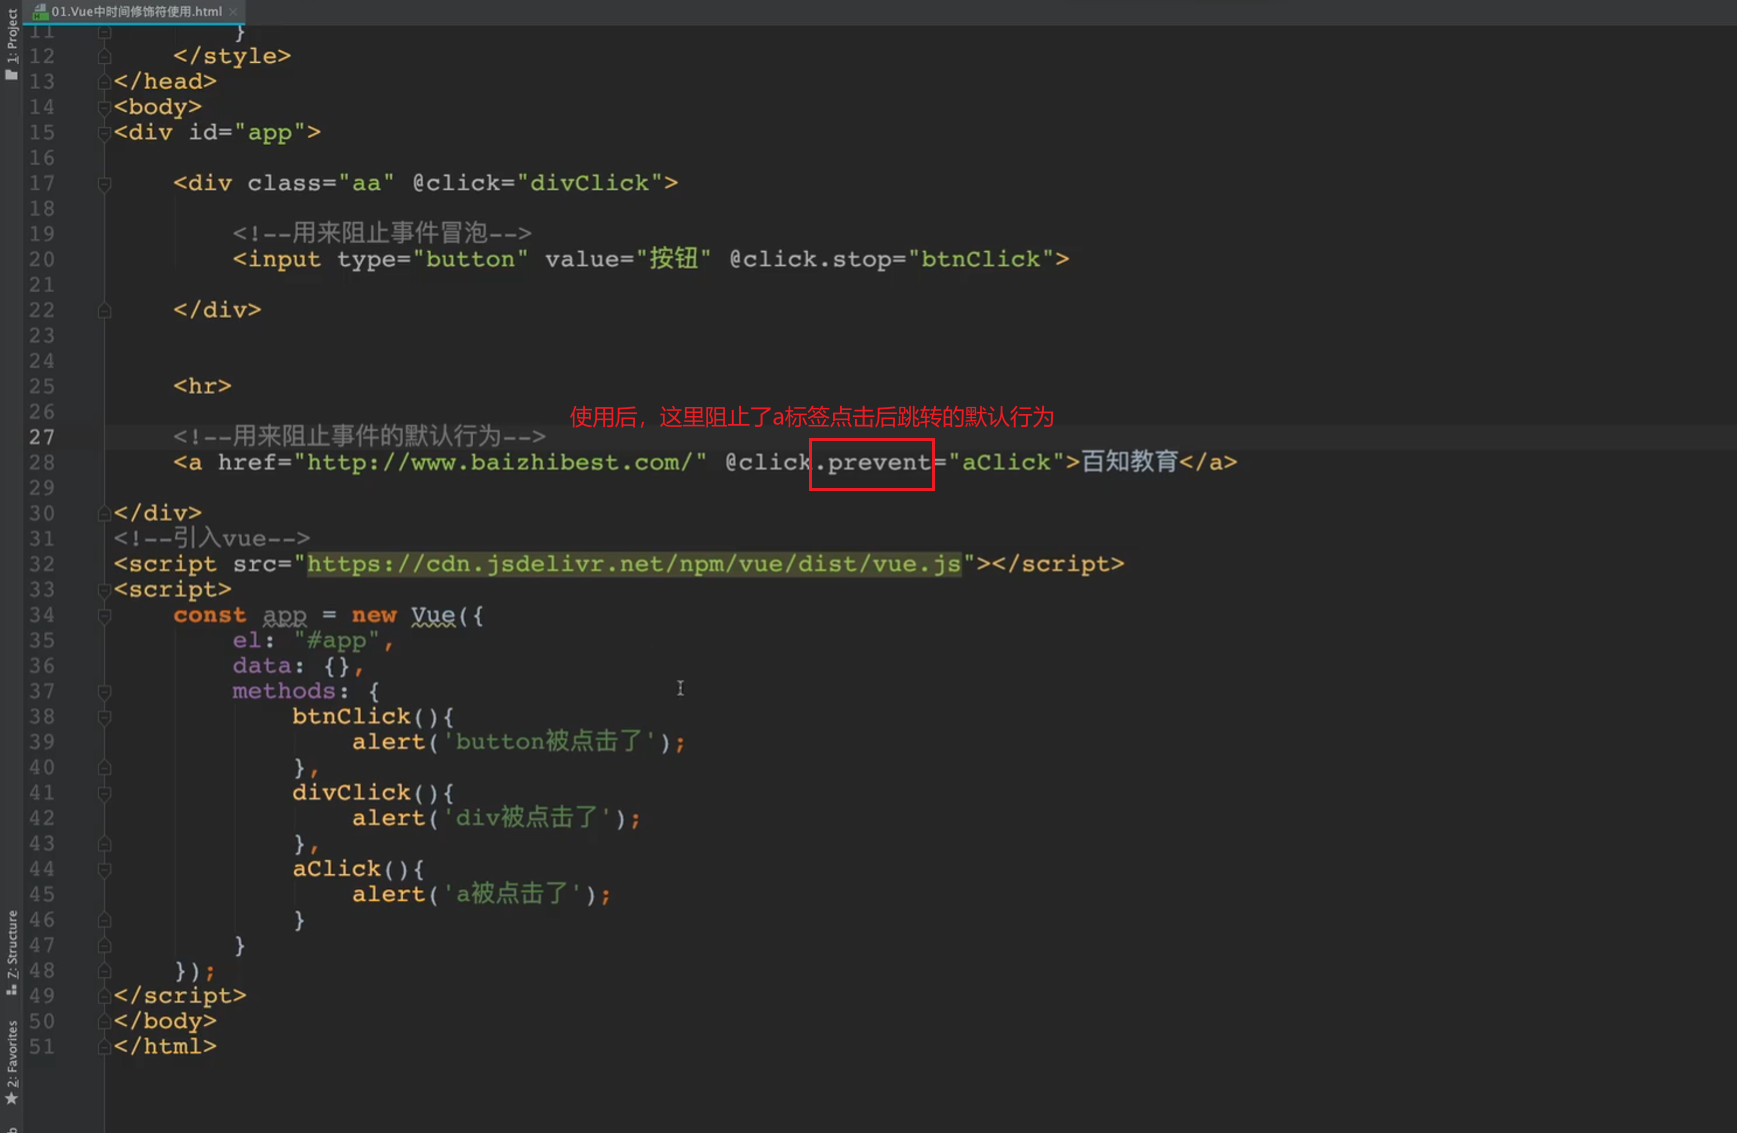 01.Vue中时间修饰符使用.html
1: Project
11 }
12 </style>
13 </head>
14 <body>
15 <div id="app">
16
17 <div class="aa" @click="divClick">
18
19 <!--用来阻止事件冒泡-->
20 <input type="button" value="按钮" @click.stop="btnClick">
21
22 </div>
23
24
25 <hr>
26
使用后，这里阻止了a标签点击后跳转的默认行为
27 <!--用来阻止事件的默认行为-->
28 <a href="http://www.baizhibest.com/" @click.prevent="aClick">百知教育</a>
29
30 </div>
31 <!--引入vue-->
32 <script src="https://cdn.jsdelivr.net/npm/vue/dist/vue.js"></script>
33 <script>
34 const app = new Vue({
35 el: "#app",
36 data: {},
37 methods: {
38 btnClick(){
39 alert('button被点击了');
40 },
41 divClick(){
42 alert('div被点击了');
43 },
44 aClick(){
45 alert('a被点击了');
46 }
47 }
48 });
49 </script>
50 </body>
51 </html>
7: Structure
2: Favorites